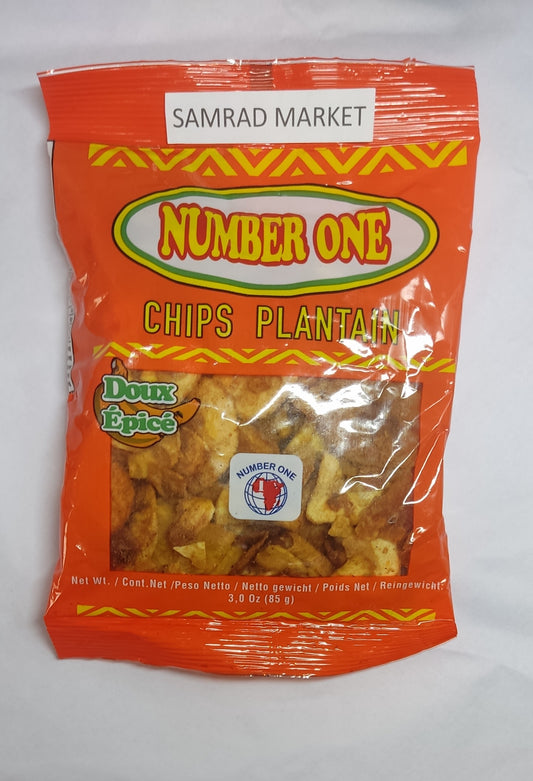 SAMRAD MARKET
NUMBER ONE
CHIPS PLANTAIN
Doux
Épicé
NUMBER ONE
Net Wt. / Cont.Net /Peso Netto / Netto gewicht / Poids Net / Reingewicht:
3,0 Oz (85 g)